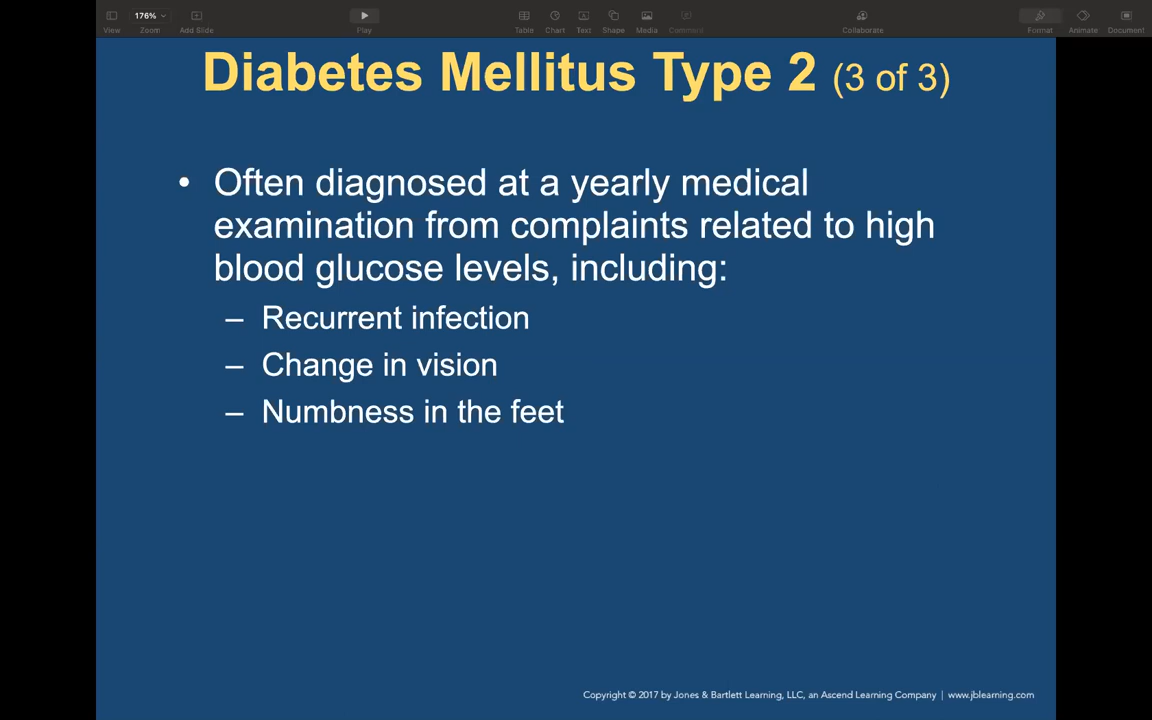 176%
View Zoom Add Slide Play Table Chart Text Shape Media Comment Collaborate Format Animate Document
Diabetes Mellitus Type 2 (3 of 3)
• Often diagnosed at a yearly medical
examination from complaints related to high
blood glucose levels, including:
– Recurrent infection
– Change in vision
– Numbness in the feet
Copyright © 2017 by Jones & Bartlett Learning, LLC, an Ascend Learning Company | www.jblearning.com